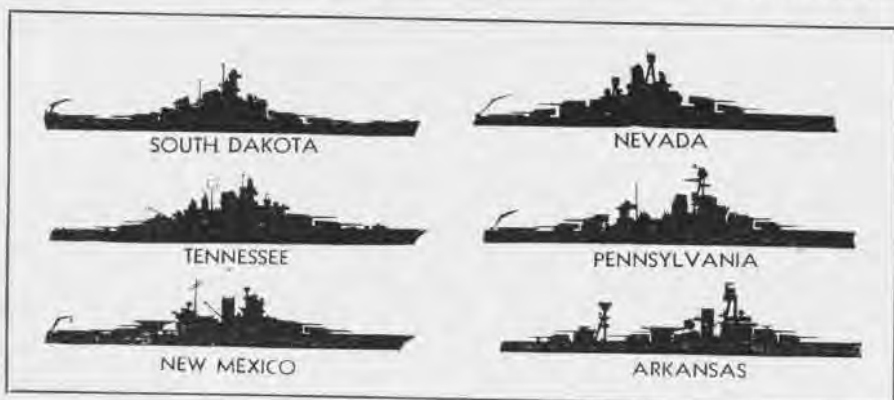 SOUTH DAKOTA
NEVADA
TENNESSEE
PENNSYLVANIA
NEW MEXICO
ARKANSAS